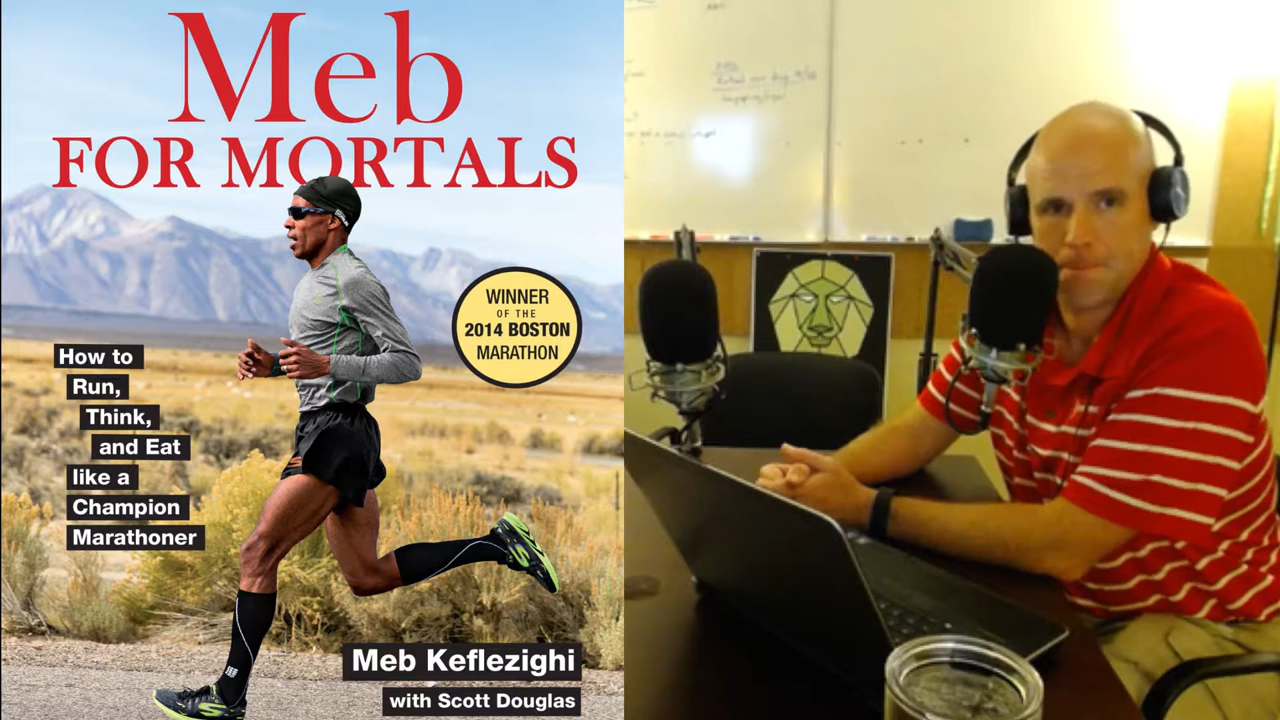 Meb
FOR MORTALS
WINNER
OF THE
2014 BOSTON
MARATHON
How to
Run,
Think,
and Eat
like a
Champion
Marathoner
Meb Keflezighi
with Scott Douglas